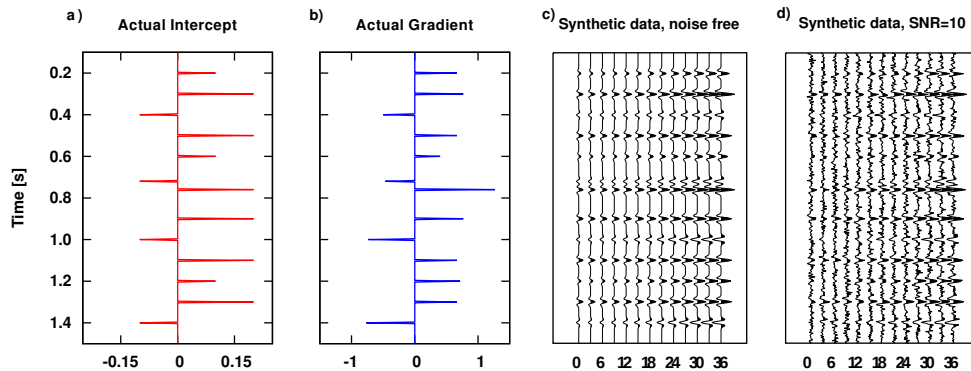 a) b) c) d)
Actual Intercept Actual Gradient Synthetic data, noise free Synthetic data, SNR=10
0.2
0.4
0.6
0.8
1.0
1.2
1.4
Time [s]
-0.15 0 0.15 -1 0 1 0 6 12 18 24 30 36 0 6 12 18 24 30 36